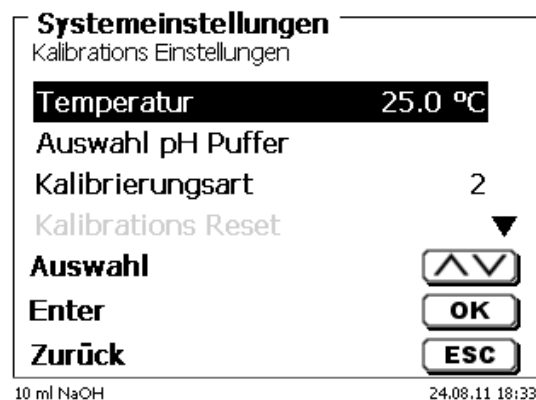 Systemeinstellungen
Kalibrations Einstellungen
Temperatur 25.0 ºC
Auswahl pH Puffer
Kalibrierungsart 2
Kalibrations Reset
Auswahl
Enter OK
Zurück ESC
10 ml NaOH 24.08.11 18:33